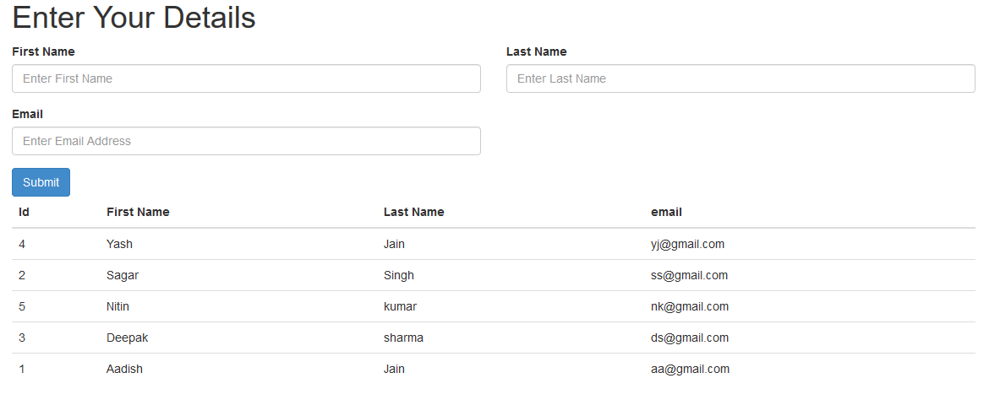 Enter Your Details
First Name Last Name
Enter First Name Enter Last Name
Email
Enter Email Address
Submit
Id First Name Last Name email
4 Yash Jain yj@gmail.com
2 Sagar Singh ss@gmail.com
5 Nitin kumar nk@gmail.com
3 Deepak sharma ds@gmail.com
1 Aadish Jain aa@gmail.com